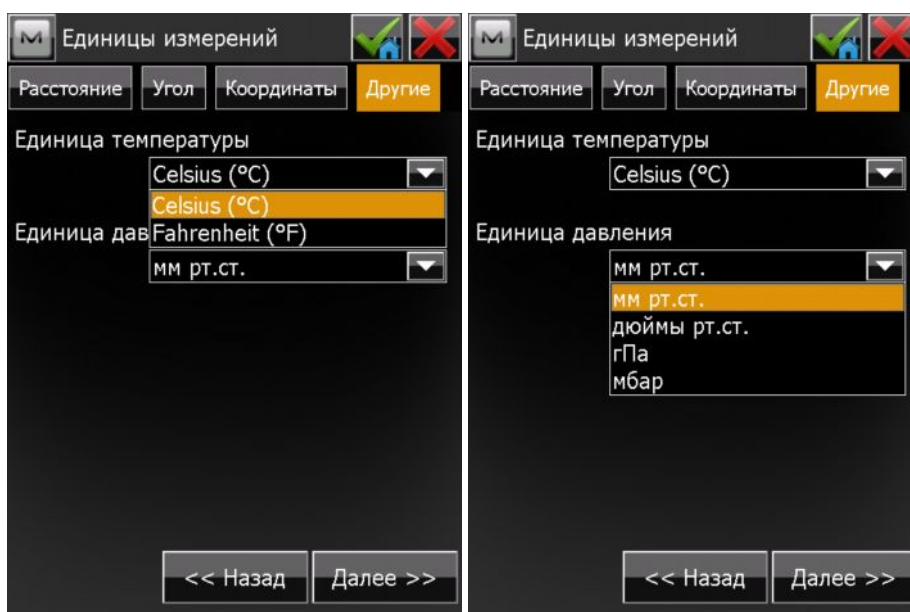 Единицы измерений
Расстояние Угол Координаты Другие
Единица температуры
Celsius (°C)
Celsius (°C)
Fahrenheit (°F)
Единица дав
мм рт.ст.
<< Назад Далее >>
Единицы измерений
Расстояние Угол Координаты Другие
Единица температуры
Celsius (°C)
Единица давления
мм рт.ст.
мм рт.ст.
дюймы рт.ст.
гПа
мбар
<< Назад Далее >>